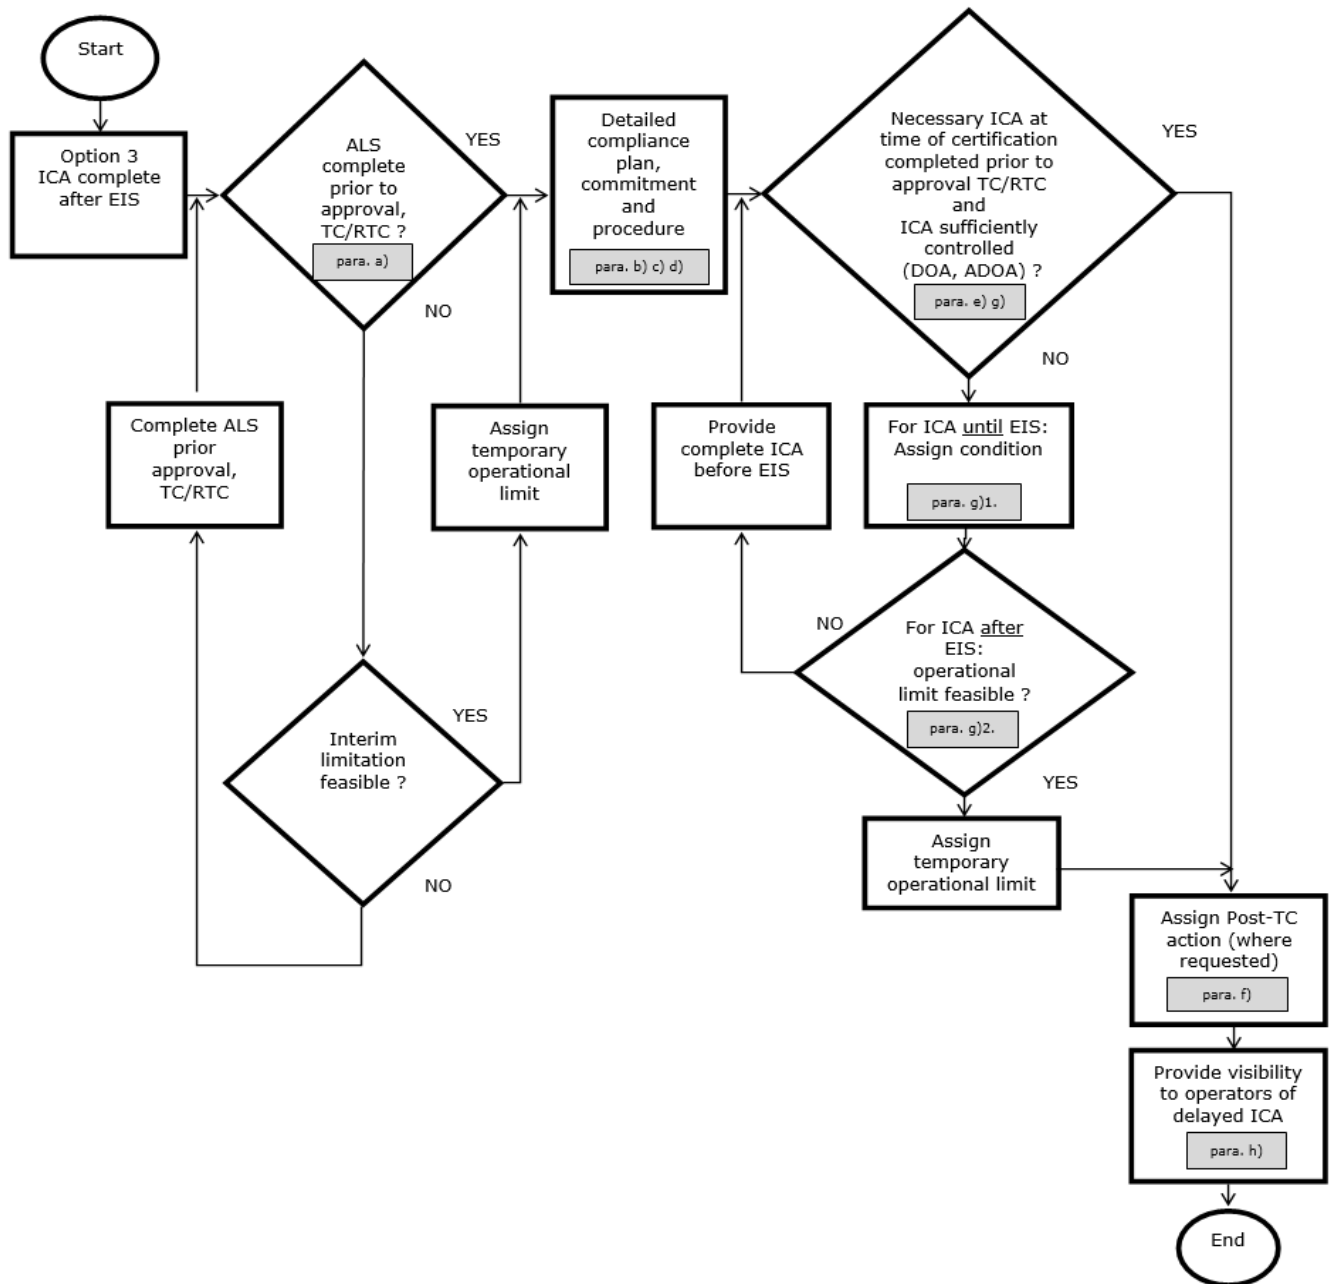 Start
Option 3
ICA complete
after EIS
ALS
complete
prior to
approval,
TC/RTC ?
para. a)
YES
NO
Detailed
compliance
plan,
commitment
and
procedure
para. b) c) d)
Necessary ICA at
time of certification
completed prior to
approval TC/RTC
and
ICA sufficiently
controlled
(DOA, ADOA) ?
para. e) g)
YES
NO
Complete ALS
prior
approval,
TC/RTC
Assign
temporary
operational
limit
Provide
complete ICA
before EIS
For ICA until EIS:
Assign condition
para. g)1.
NO
For ICA after
EIS:
operational
limit feasible ?
para. g)2.
YES
Interim
limitation
feasible ?
YES
NO
Assign
temporary
operational limit
Assign Post-TC
action (where
requested)
para. f)
Provide visibility
to operators of
delayed ICA
para. h)
End